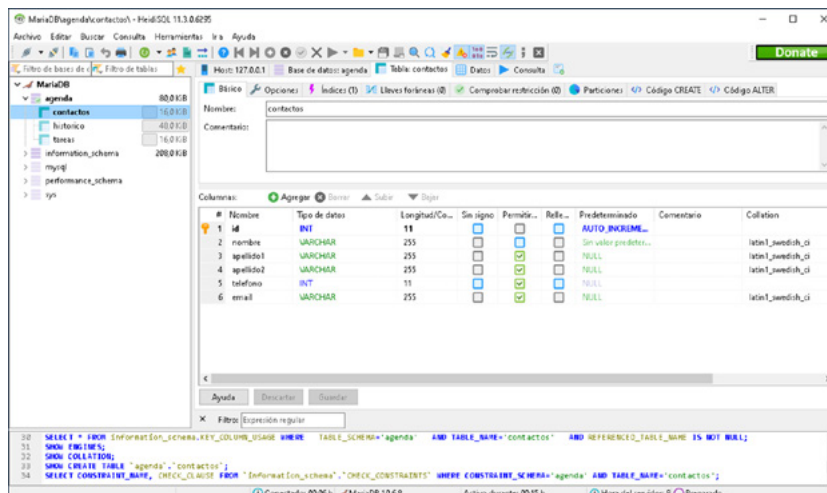 MariaDB\agenda\contactos\ - HeidiSQL 11.3.0.6295
Archivo Editar Buscar Consulta Herramientas Ir a Ayuda
Donate
Filtro de bases de d Filtro de tablas Host: 127.0.0.1 Base de datos: agenda Tabla: contactos Datos Consulta
MariaDB
agenda 80,0 KiB
contactos 16,0 KiB
historico 48,0 KiB
tareas 16,0 KiB
information_schema 208,0 KiB
mysql
performance_schema
sys
Básico Opciones Índices (1) Llaves foráneas (0) Comprobar restricción (0) Particiones Código CREATE Código ALTER
Nombre: contactos
Comentario:
Columnas: Agregar Borrar Subir Bajar
# Nombre Tipo de datos Longitud/Co... Sin signo Permitir... Relle... Predeterminado Comentario Collation
1 id INT 11 AUTO_INCREME...
2 nombre VARCHAR 255 Sin valor predeter... latin1_swedish_ci
3 apellido1 VARCHAR 255 NULL latin1_swedish_ci
4 apellido2 VARCHAR 255 NULL latin1_swedish_ci
5 telefono INT 11 NULL
6 email VARCHAR 255 NULL latin1_swedish_ci
Ayuda Descartar Guardar
Filtro: Expresión regular
30 SELECT * FROM information_schema.KEY_COLUMN_USAGE WHERE TABLE_SCHEMA='agenda' AND TABLE_NAME='contactos' AND REFERENCED_TABLE_NAME IS NOT NULL;
31 SHOW ENGINES;
32 SHOW COLLATION;
33 SHOW CREATE TABLE `agenda`.`contactos`;
34 SELECT CONSTRAINT_NAME, CHECK_CLAUSE FROM `information_schema`.`CHECK_CONSTRAINTS` WHERE CONSTRAINT_SCHEMA='agenda' AND TABLE_NAME='contactos';